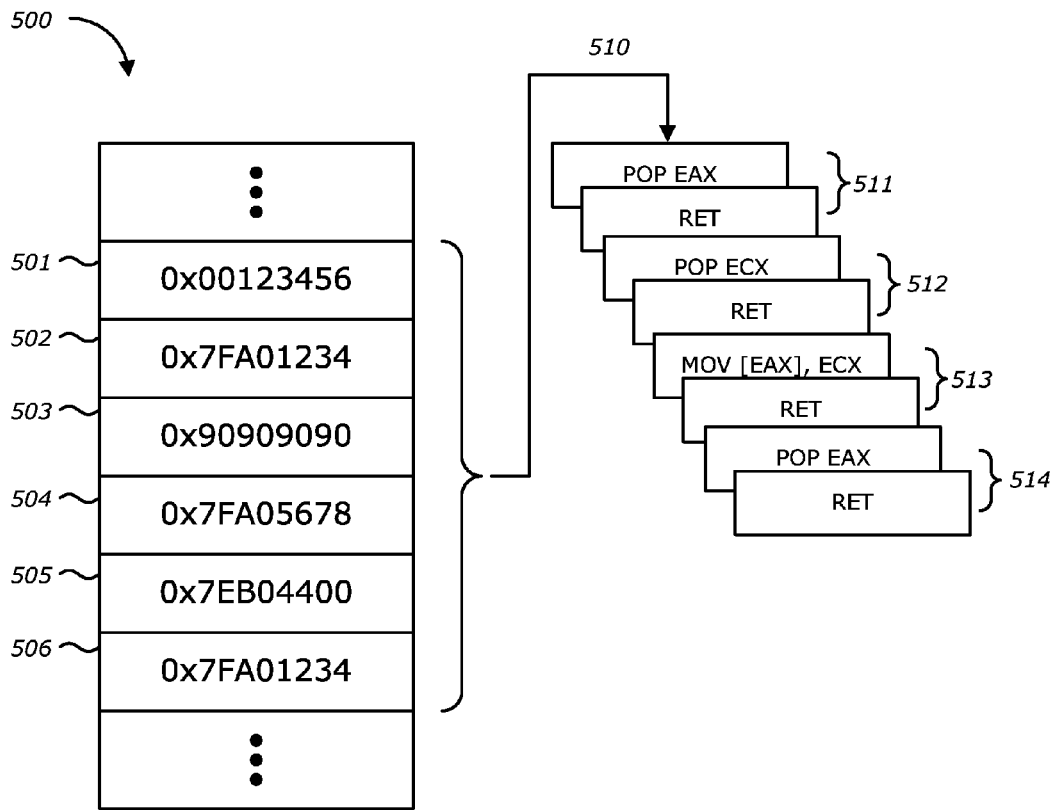 500
501
0x00123456
502
0x7FA01234
503
0x90909090
504
0x7FA05678
505
0x7EB04400
506
0x7FA01234
510
POP EAX
RET
511
POP ECX
RET
512
MOV [EAX], ECX
RET
513
POP EAX
RET
514